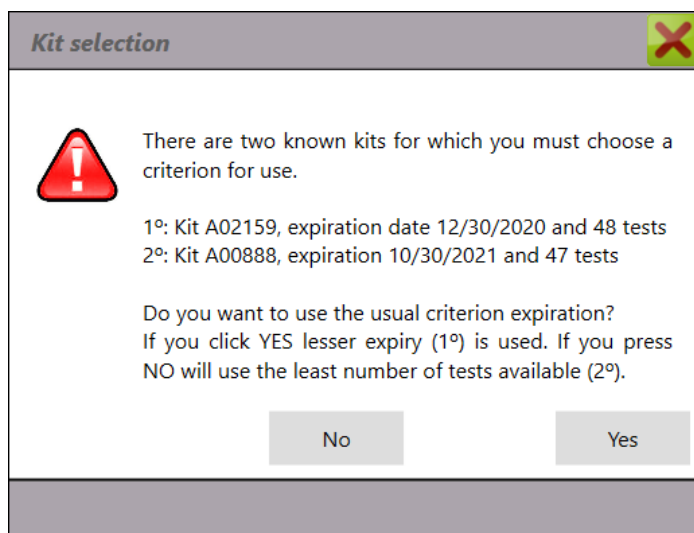 Kit selection
There are two known kits for which you must choose a
criterion for use.
1º: Kit A02159, expiration date 12/30/2020 and 48 tests
2º: Kit A00888, expiration 10/30/2021 and 47 tests
Do you want to use the usual criterion expiration?
If you click YES lesser expiry (1º) is used. If you press
NO will use the least number of tests available (2º).
No
Yes